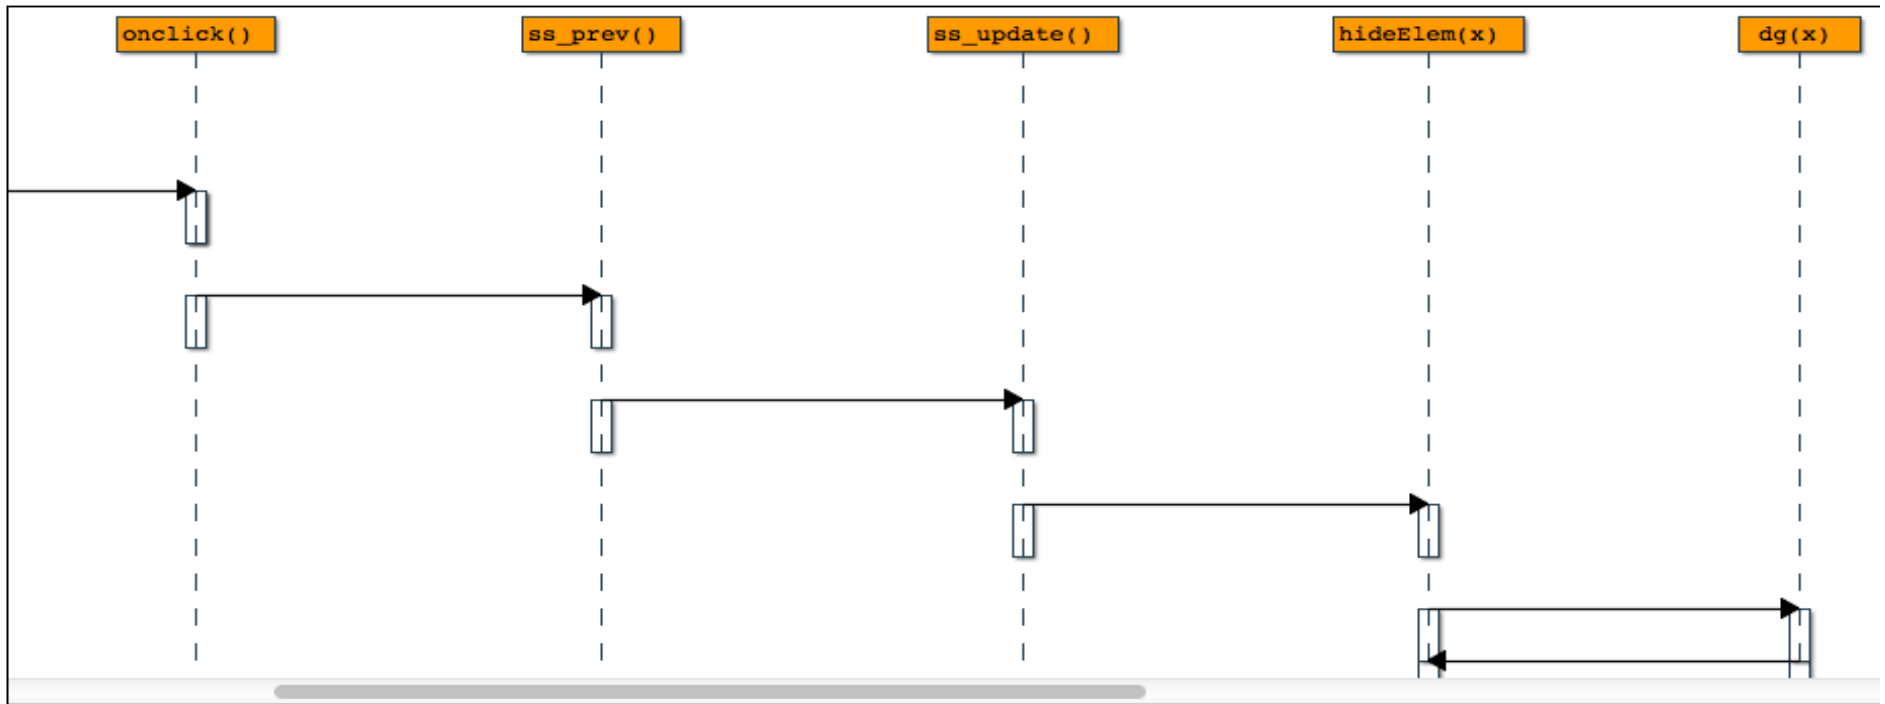 onclick()
ss_prev()
ss_update()
hideElem(x)
dg(x)